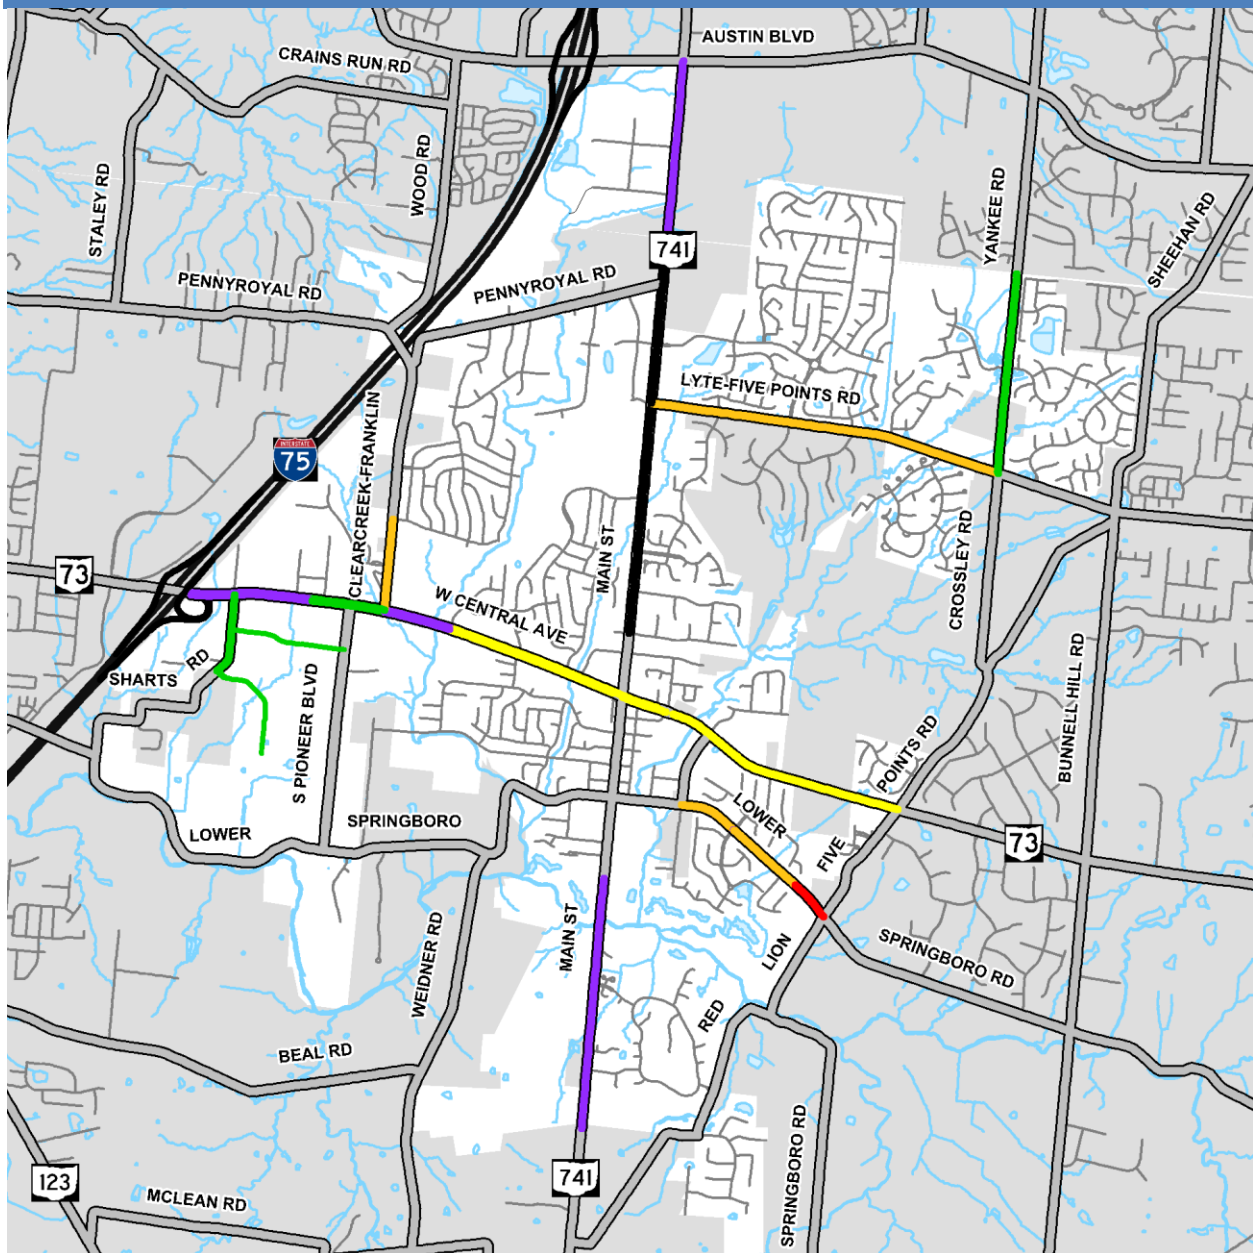 AUSTIN BLVD
CRAINS RUN RD
WOOD RD
STALEY RD
YANKEE RD
SHEEHAN RD
741
PENNYROYAL RD
PENNYROYAL RD
LYTE-FIVE POINTS RD
CLEARCREEK-FRANKLIN
INTERSTATE
75
CROSSLEY RD
MAIN ST
73
W CENTRAL AVE
SHARTS RD
S PIONEER BLVD
BUNNELL HILL RD
POINTS RD
LOWER
SPRINGBORO
LOWER
FIVE
73
MAIN ST
WEIDNER RD
LION
SPRINGBORO RD
RED
BEAL RD
SPRINGBORO RD
741
123
MCLEAN RD